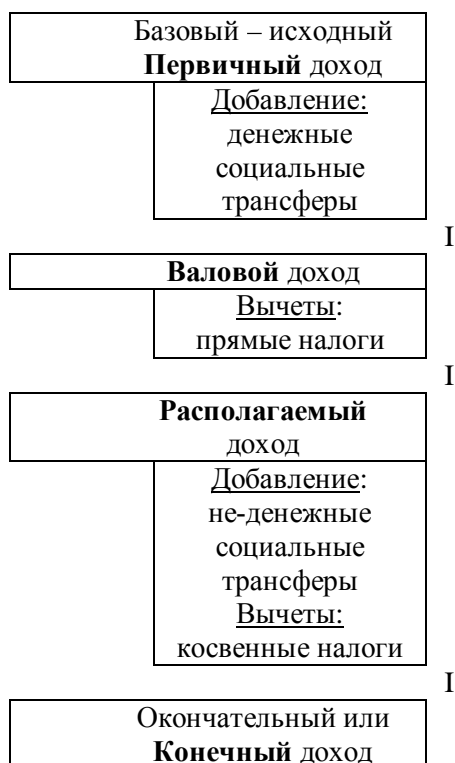 Базовый – исходный
Первичный доход
Добавление:
денежные
социальные
трансферы
I
Валовой доход
Вычеты:
прямые налоги
I
Располагаемый
доход
Добавление:
не-денежные
социальные
трансферы
Вычеты:
косвенные налоги
I
Окончательный или
Конечный доход